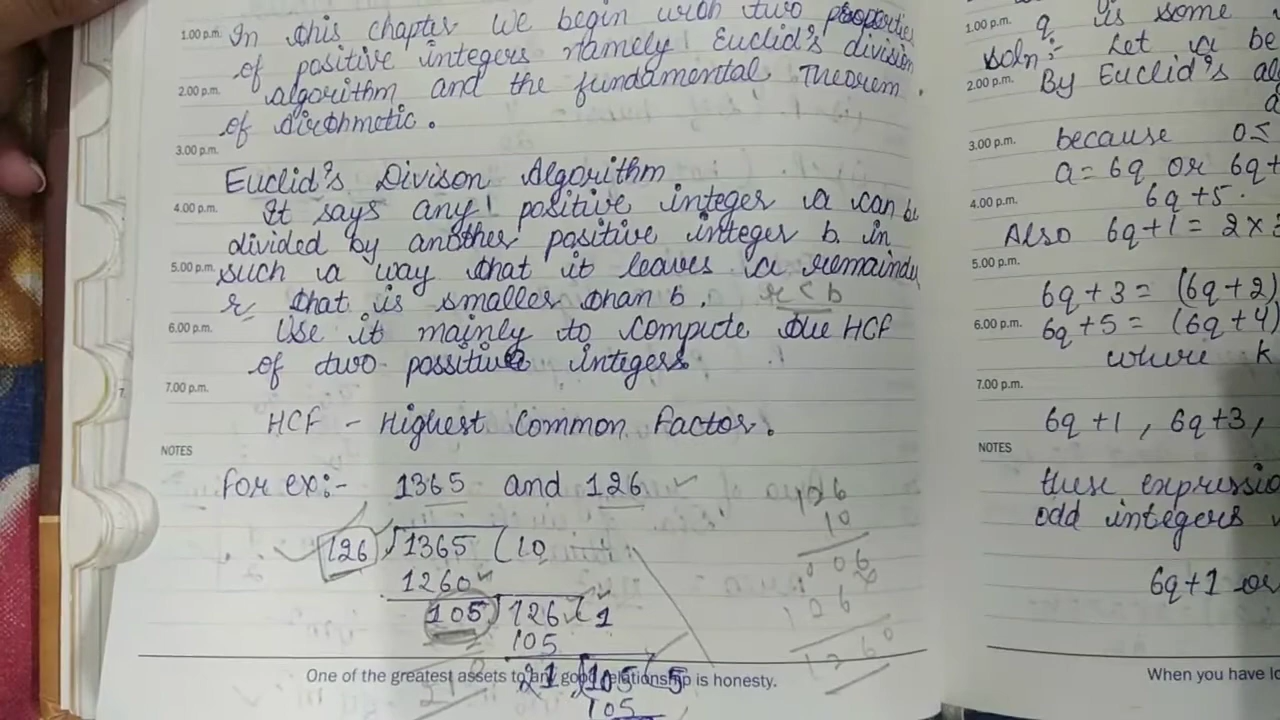 1.00 p.m. In this chapter we begin with two properties
of positive integers namely Euclid's division
2.00 p.m. algorithm and the fundamental Theorem.
of airthmetic.
3.00 p.m.
Euclid's Divison Algorithm
4.00 p.m. It says any positive integer a can be
divided by another positive integer b in
5.00 p.m. such a way that it leaves a remainder
r that is smaller than b. r < b
6.00 p.m. Use it mainly to compute the HCF
of two possitive integers.
7.00 p.m.
HCF - Highest Common Factor.
NOTES
For ex:- 1365 and 126
126 ) 1365 ( 10
1260
105 ) 126 ( 1
105
21 ) 105 ( 5
105
126
10
1260
One of the greatest assets to any good relationship is honesty.
1.00 p.m. q is some
soln:- Let a be
2.00 p.m. By Euclid's
a
3.00 p.m. because 0≤
a = 6q or 6q+
4.00 p.m. 6q+5.
Also 6q+1 = 2×
5.00 p.m.
6q+3 = (6q+2)
6.00 p.m. 6q+5 = (6q+4)
where k
7.00 p.m.
6q+1, 6q+3,
NOTES
these
odd integers
6q+1 or
When you have